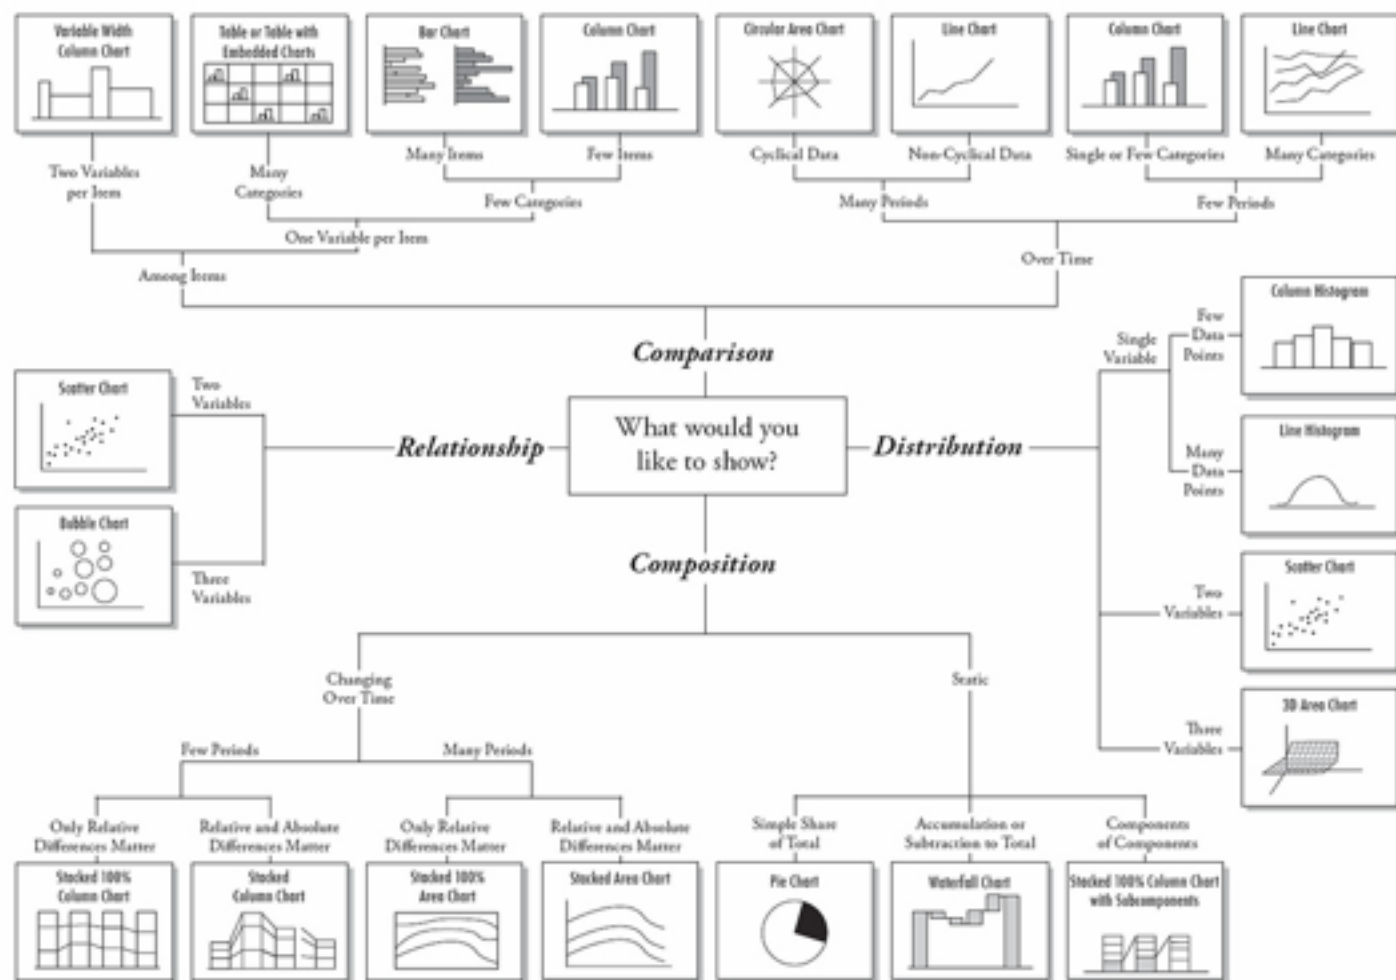 Variable Width
Column Chart
Table or Table with
Embedded Charts
Bar Chart
Column Chart
Circular Area Chart
Line Chart
Column Chart
Line Chart
Two Variables
per Item
Many
Categories
Many Items
Few Items
Cyclical Data
Non-Cyclical Data
Single or Few Categories
Many Categories
Few Categories
Many Periods
Few Periods
One Variable per Item
Among Items
Over Time
Comparison
What would you
like to show?
Relationship
Two
Variables
Scatter Chart
Three
Variables
Bubble Chart
Distribution
Single
Variable
Few
Data
Points
Column Histogram
Many
Data
Points
Line Histogram
Two
Variables
Scatter Chart
Three
Variables
3D Area Chart
Composition
Changing
Over Time
Static
Few Periods
Many Periods
Only Relative
Differences Matter
Relative and Absolute
Differences Matter
Only Relative
Differences Matter
Relative and Absolute
Differences Matter
Simple Share
of Total
Accumulation or
Subtraction to Total
Components
of Components
Stacked 100%
Column Chart
Stacked
Column Chart
Stacked 100%
Area Chart
Stacked Area Chart
Pie Chart
Waterfall Chart
Stacked 100% Column Chart
with Subcomponents